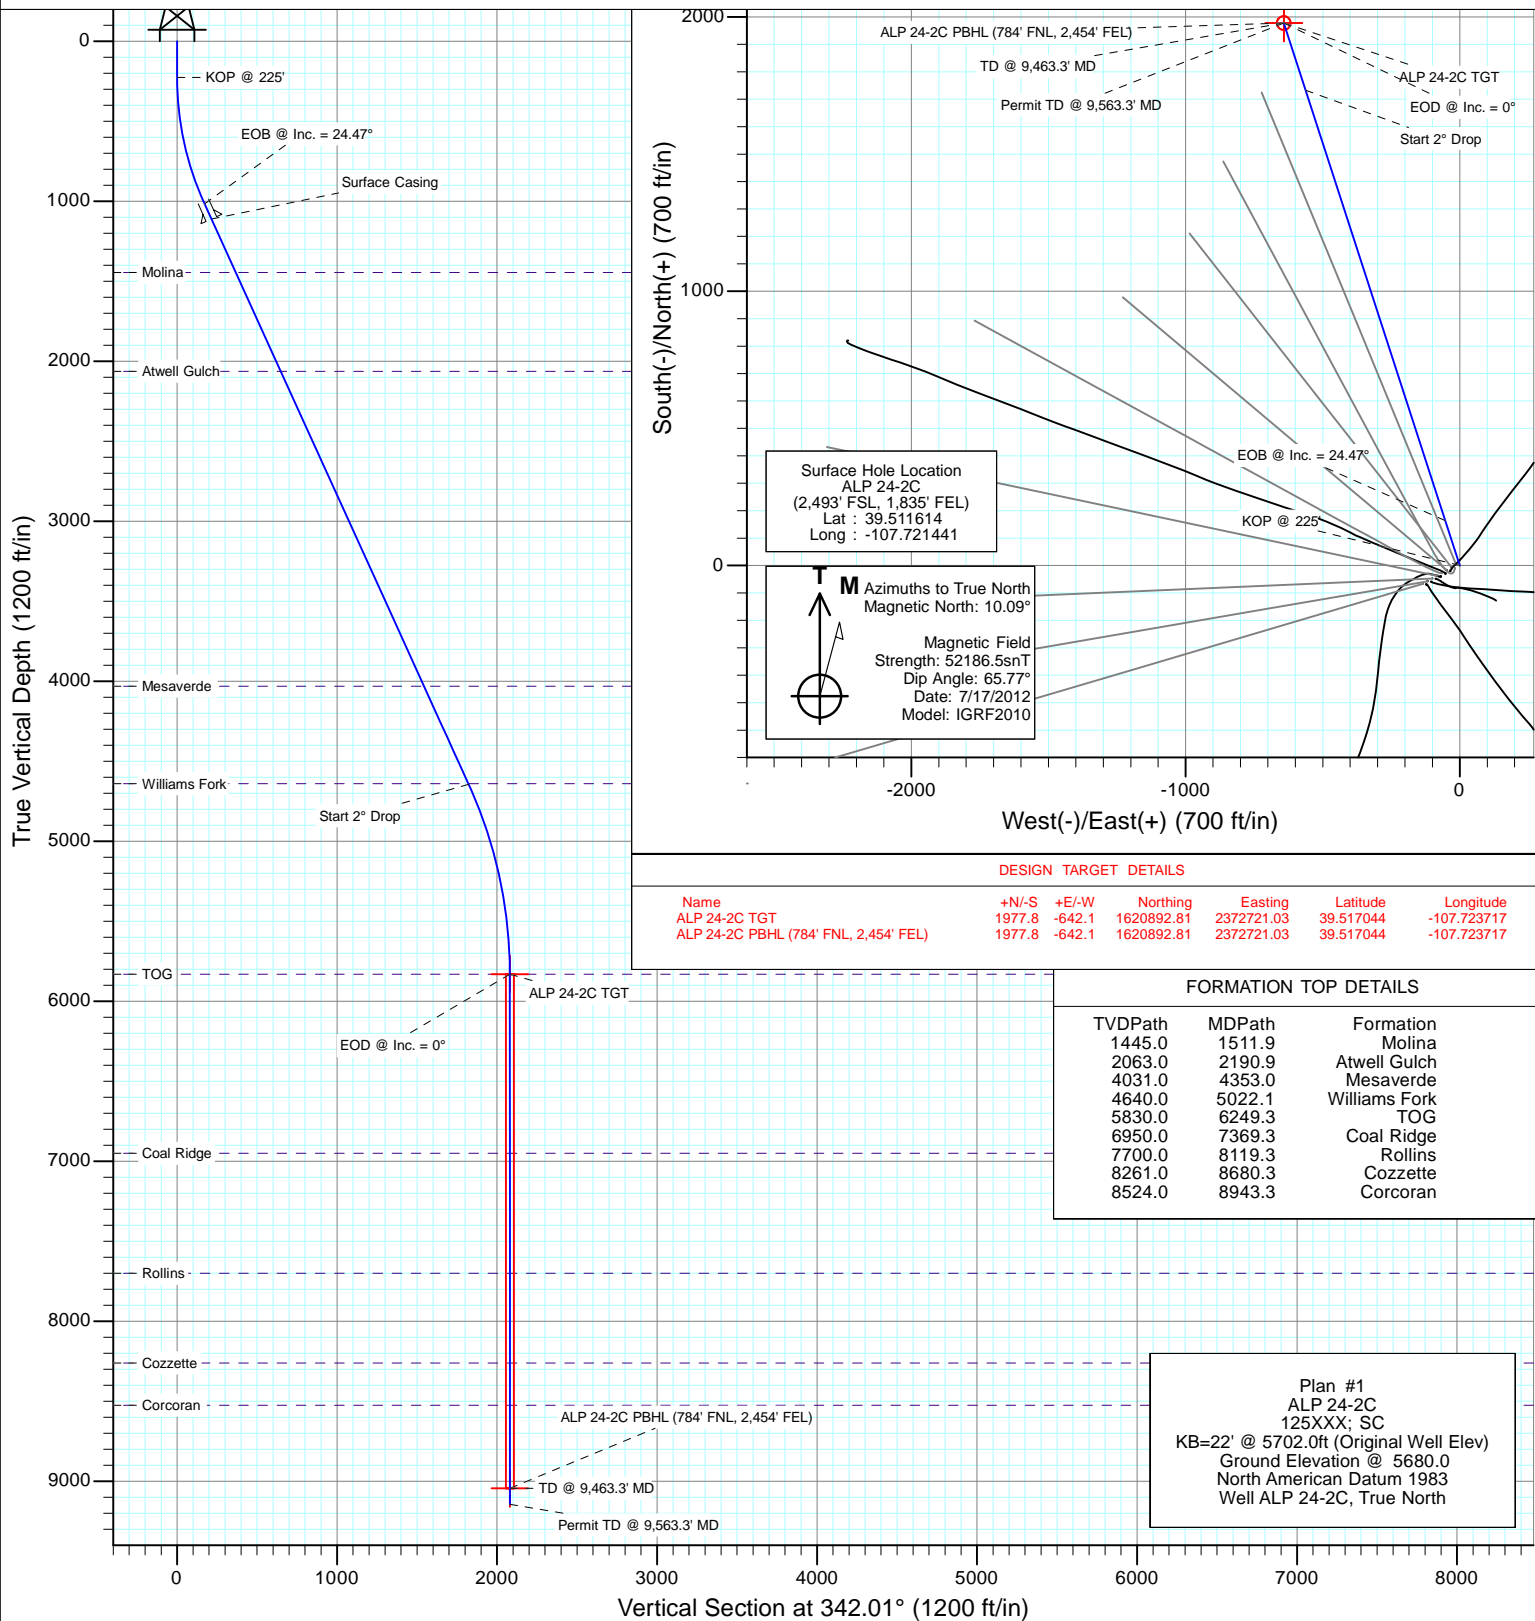 True Vertical Depth (1200 ft/in)
0
1000
2000
3000
4000
5000
6000
7000
8000
9000
KOP @ 225'
EOB @ Inc. = 24.47°
Surface Casing
Molina
Atwell Gulch
Mesaverde
Williams Fork
Start 2° Drop
TOG
ALP 24-2C TGT
EOD @ Inc. = 0°
Coal Ridge
Rollins
Cozzette
Corcoran
ALP 24-2C PBHL (784' FNL, 2,454' FEL)
TD @ 9,463.3' MD
Permit TD @ 9,563.3' MD
0
1000
2000
3000
4000
5000
6000
7000
8000
Vertical Section at 342.01° (1200 ft/in)
South(-)/North(+) (700 ft/in)
2000
1000
0
ALP 24-2C PBHL (784' FNL, 2,454' FEL)
TD @ 9,463.3' MD
Permit TD @ 9,563.3' MD
ALP 24-2C TGT
EOD @ Inc. = 0°
Start 2° Drop
EOB @ Inc. = 24.47°
KOP @ 225'
Surface Hole Location
ALP 24-2C
(2,493' FSL, 1,835' FEL)
Lat : 39.511614
Long : -107.721441
T
M
Azimuths to True North
Magnetic North: 10.09°
Magnetic Field
Strength: 52186.5snT
Dip Angle: 65.77°
Date: 7/17/2012
Model: IGRF2010
-2000
-1000
0
West(-)/East(+) (700 ft/in)
DESIGN TARGET DETAILS
Name +N/-S +E/-W Northing Easting Latitude Longitude
ALP 24-2C TGT 1977.8 -642.1 1620892.81 2372721.03 39.517044 -107.723717
ALP 24-2C PBHL (784' FNL, 2,454' FEL) 1977.8 -642.1 1620892.81 2372721.03 39.517044 -107.723717
FORMATION TOP DETAILS
TVDPath MDPath Formation
1445.0 1511.9 Molina
2063.0 2190.9 Atwell Gulch
4031.0 4353.0 Mesaverde
4640.0 5022.1 Williams Fork
5830.0 6249.3 TOG
6950.0 7369.3 Coal Ridge
7700.0 8119.3 Rollins
8261.0 8680.3 Cozzette
8524.0 8943.3 Corcoran
Plan #1
ALP 24-2C
125XXX; SC
KB=22' @ 5702.0ft (Original Well Elev)
Ground Elevation @ 5680.0
North American Datum 1983
Well ALP 24-2C, True North